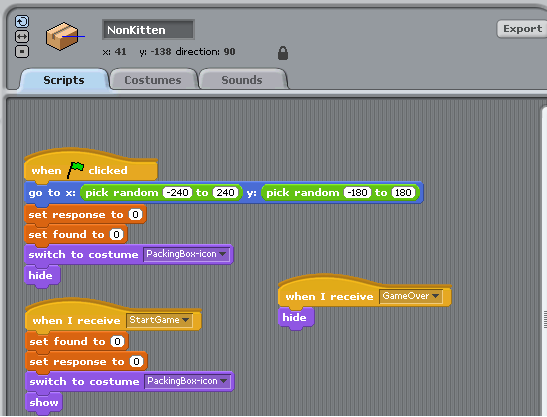 NonKitten
Export
x: 41 y: -138 direction: 90
Scripts Costumes Sounds
when clicked
go to x: pick random -240 to 240 y: pick random -180 to 180
set response to 0
set found to 0
switch to costume PackingBox-icon
hide
when I receive GameOver
hide
when I receive StartGame
set found to 0
set response to 0
switch to costume PackingBox-icon
show